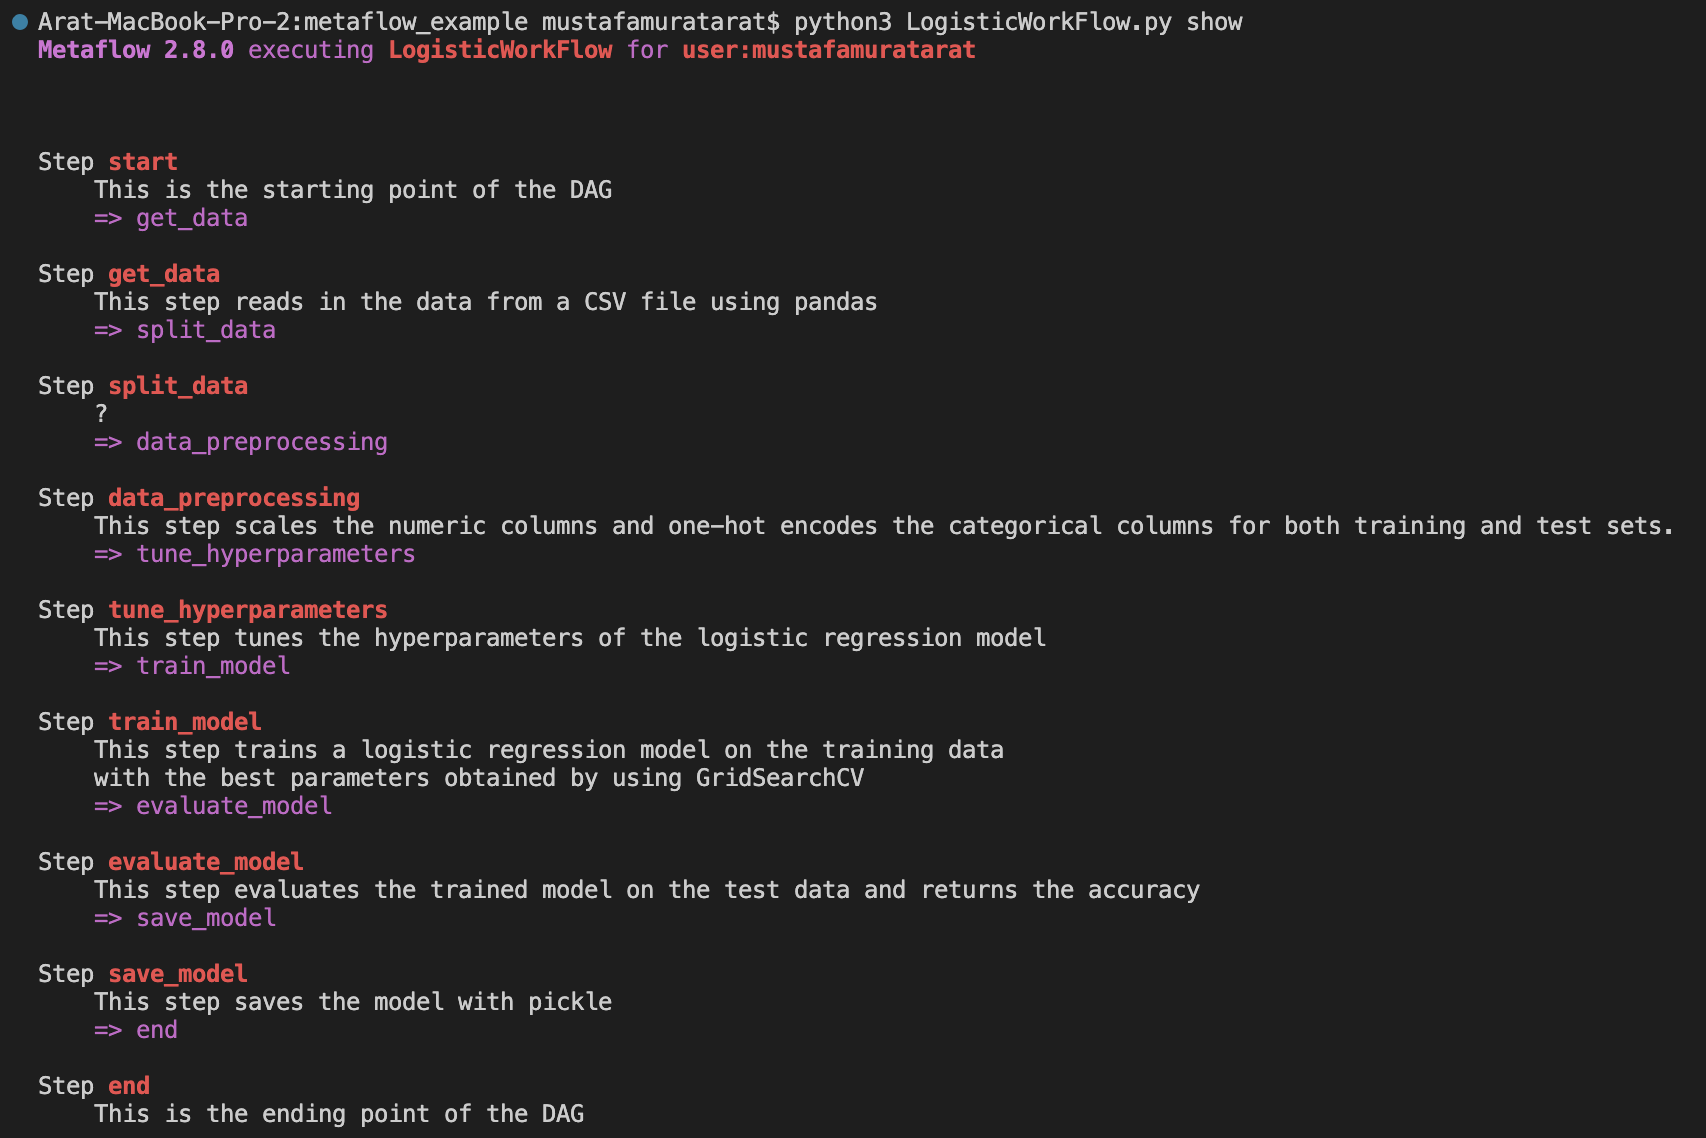 Arat-MacBook-Pro-2:metaflow_example mustafamuratarat$ python3 LogisticWorkFlow.py show
Metaflow 2.8.0 executing LogisticWorkFlow for user:mustafamuratarat
Step start
This is the starting point of the DAG
=> get_data
Step get_data
This step reads in the data from a CSV file using pandas
=> split_data
Step split_data
?
=> data_preprocessing
Step data_preprocessing
This step scales the numeric columns and one-hot encodes the categorical columns for both training and test sets.
=> tune_hyperparameters
Step tune_hyperparameters
This step tunes the hyperparameters of the logistic regression model
=> train_model
Step train_model
This step trains a logistic regression model on the training data
with the best parameters obtained by using GridSearchCV
=> evaluate_model
Step evaluate_model
This step evaluates the trained model on the test data and returns the accuracy
=> save_model
Step save_model
This step saves the model with pickle
=> end
Step end
This is the ending point of the DAG